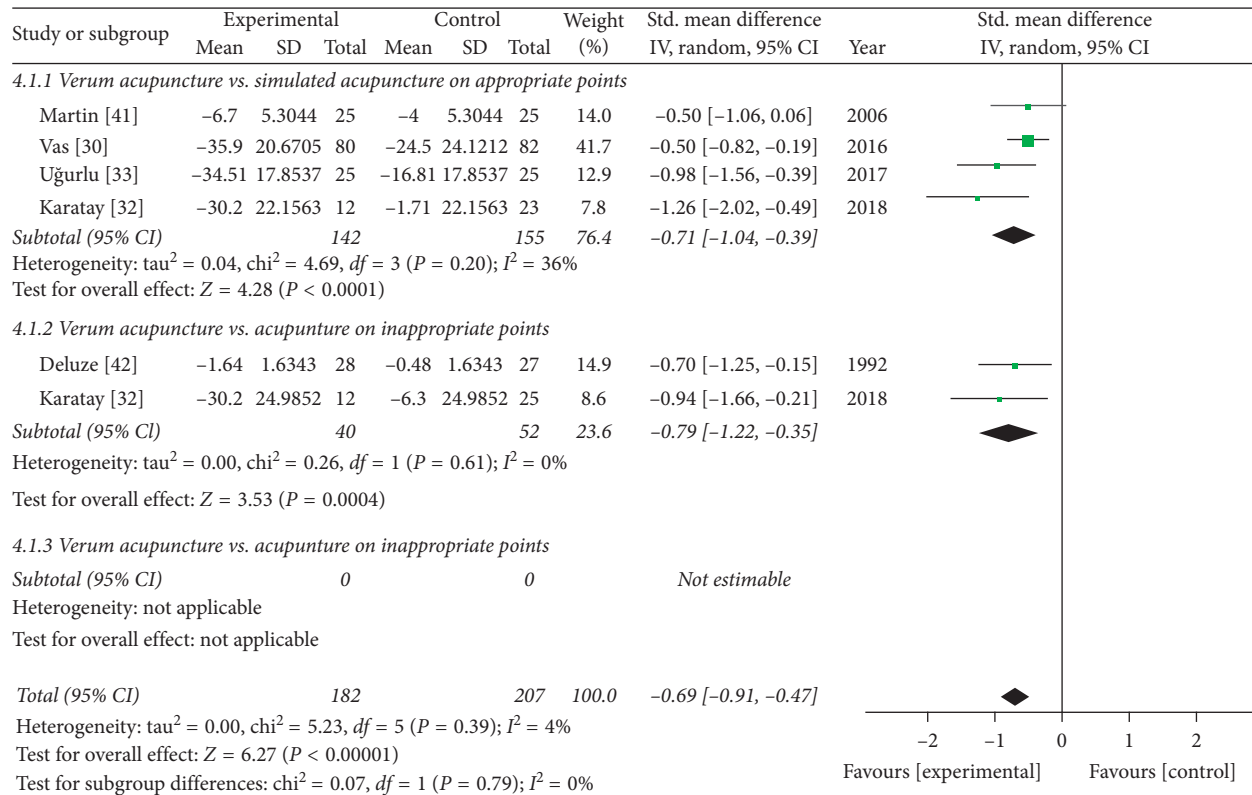 Study or subgroup Experimental Control Weight (%) Std. mean difference IV, random, 95% CI Year Std. mean difference IV, random, 95% CI
Mean SD Total Mean SD Total
4.1.1 Verum acupuncture vs. simulated acupuncture on appropriate points
Martin [41] –6.7 5.3044 25 –4 5.3044 25 14.0 –0.50 [–1.06, 0.06] 2006
Vas [30] –35.9 20.6705 80 –24.5 24.1212 82 41.7 –0.50 [–0.82, –0.19] 2016
Uğurlu [33] –34.51 17.8537 25 –16.81 17.8537 25 12.9 –0.98 [–1.56, –0.39] 2017
Karatay [32] –30.2 22.1563 12 –1.71 22.1563 23 7.8 –1.26 [–2.02, –0.49] 2018
Subtotal (95% CI) 142 155 76.4 –0.71 [–1.04, –0.39]
Heterogeneity: tau² = 0.04, chi² = 4.69, df = 3 (P = 0.20); I² = 36%
Test for overall effect: Z = 4.28 (P < 0.0001)
4.1.2 Verum acupuncture vs. acupunture on inappropriate points
Deluze [42] –1.64 1.6343 28 –0.48 1.6343 27 14.9 –0.70 [–1.25, –0.15] 1992
Karatay [32] –30.2 24.9852 12 –6.3 24.9852 25 8.6 –0.94 [–1.66, –0.21] 2018
Subtotal (95% Cl) 40 52 23.6 –0.79 [–1.22, –0.35]
Heterogeneity: tau² = 0.00, chi² = 0.26, df = 1 (P = 0.61); I² = 0%
Test for overall effect: Z = 3.53 (P = 0.0004)
4.1.3 Verum acupuncture vs. acupunture on inappropriate points
Subtotal (95% CI) 0 0 Not estimable
Heterogeneity: not applicable
Test for overall effect: not applicable
Total (95% CI) 182 207 100.0 –0.69 [–0.91, –0.47]
Heterogeneity: tau² = 0.00, chi² = 5.23, df = 5 (P = 0.39); I² = 4%
Test for overall effect: Z = 6.27 (P < 0.00001)
Test for subgroup differences: chi² = 0.07, df = 1 (P = 0.79); I² = 0%
–2 –1 0 1 2
Favours [experimental] Favours [control]